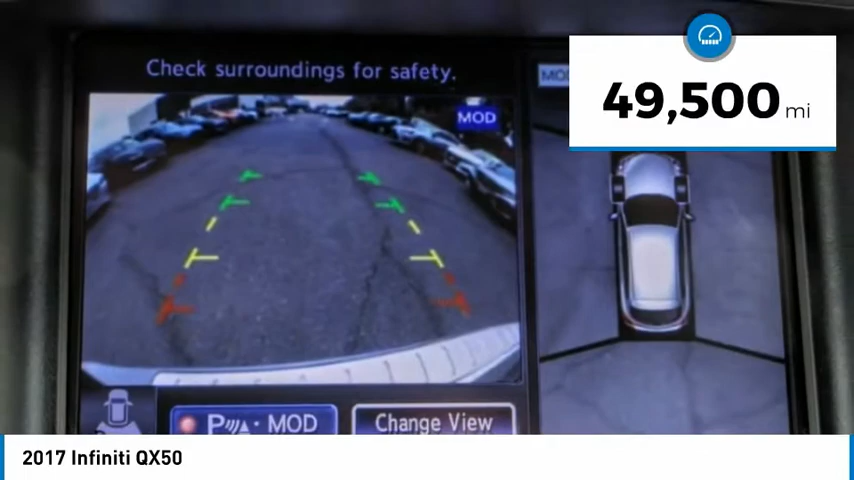 Check surroundings for safety.
MOD
49,500 mi
P · MOD
Change View
2017 Infiniti QX50